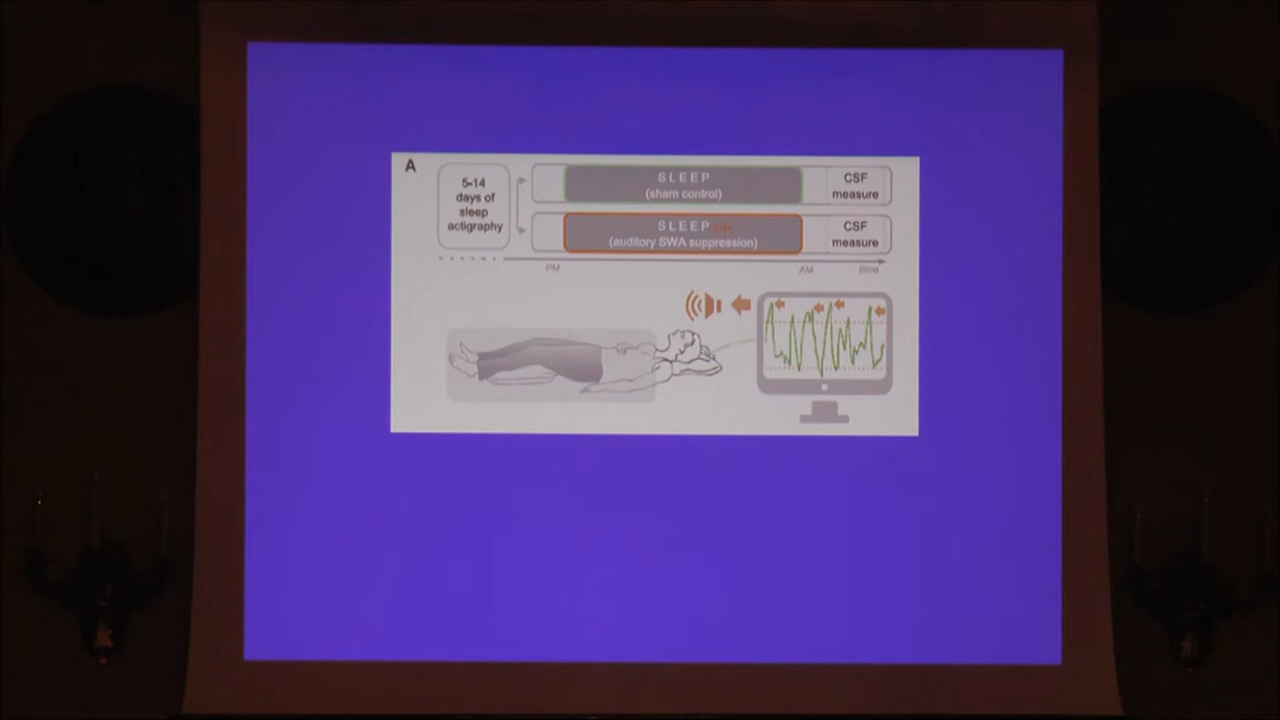 A
5-14
days of
sleep
actigraphy
SLEEP
(sham control)
CSF
measure
SLEEP
(auditory SWA suppression)
CSF
measure
PM
AM
time